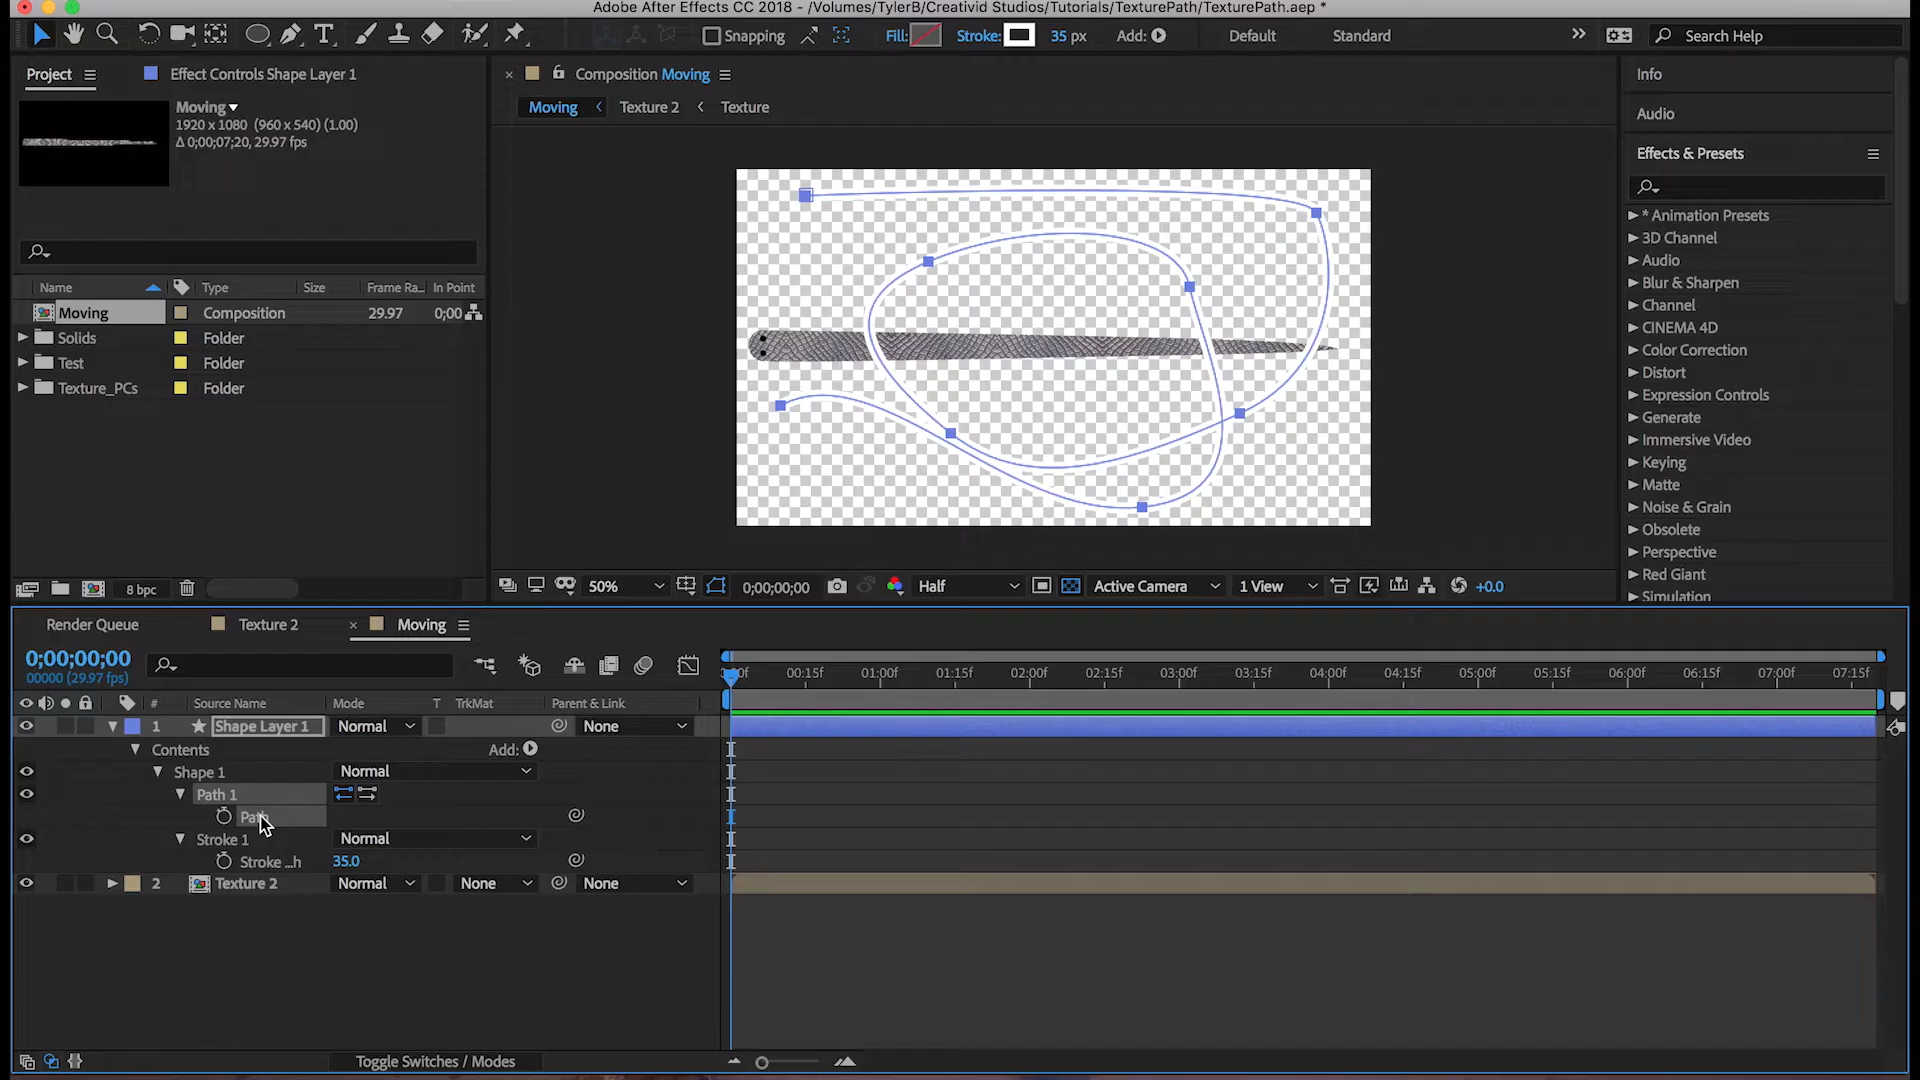 Adobe After Effects CC 2018 - /Volumes/TylerB/Creativid Studios/Tutorials/TexturePath/TexturePath.aep *
Snapping Fill: Stroke: 35 px Add: Default Standard Search Help
Project Effect Controls Shape Layer 1
Moving
1920 x 1080 (960 x 540) (1.00)
Δ 0;00;07;20, 29.97 fps
Name Type Size Frame Ra... In Point
Moving Composition 29.97 0;00
Solids Folder
Test Folder
Texture_PCs Folder
8 bpc
Composition Moving
Moving Texture 2 Texture
50% 0;00;00;00 Half Active Camera 1 View +0.0
Info
Audio
Effects & Presets
* Animation Presets
3D Channel
Audio
Blur & Sharpen
Channel
CINEMA 4D
Color Correction
Distort
Expression Controls
Generate
Immersive Video
Keying
Matte
Noise & Grain
Obsolete
Perspective
Red Giant
Simulation
Render Queue Texture 2 Moving
0;00;00;00
00000 (29.97 fps)
00f 00:15f 01:00f 01:15f 02:00f 02:15f 03:00f 03:15f 04:00f 04:15f 05:00f 05:15f 06:00f 06:15f 07:00f 07:15f
# Source Name Mode T TrkMat Parent & Link
1 Shape Layer 1 Normal None
Contents Add:
Shape 1 Normal
Path 1
Path
Stroke 1 Normal
Stroke ...h 35.0
2 Texture 2 Normal None None
Toggle Switches / Modes